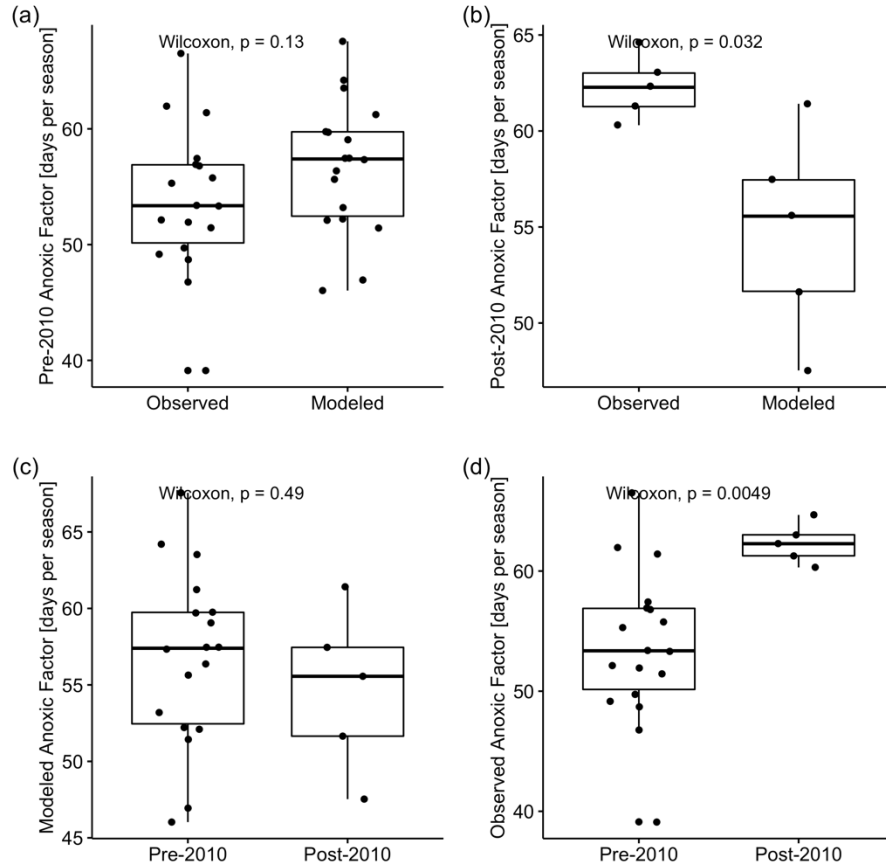 (a)
Wilcoxon, p = 0.13
Pre-2010 Anoxic Factor [days per season]
60
50
40
Observed
Modeled
(b)
Wilcoxon, p = 0.032
Post-2010 Anoxic Factor [days per season]
65
60
55
50
Observed
Modeled
(c)
Wilcoxon, p = 0.49
Modeled Anoxic Factor [days per season]
65
60
55
50
45
Pre-2010
Post-2010
(d)
Wilcoxon, p = 0.0049
Observed Anoxic Factor [days per season]
60
50
40
Pre-2010
Post-2010